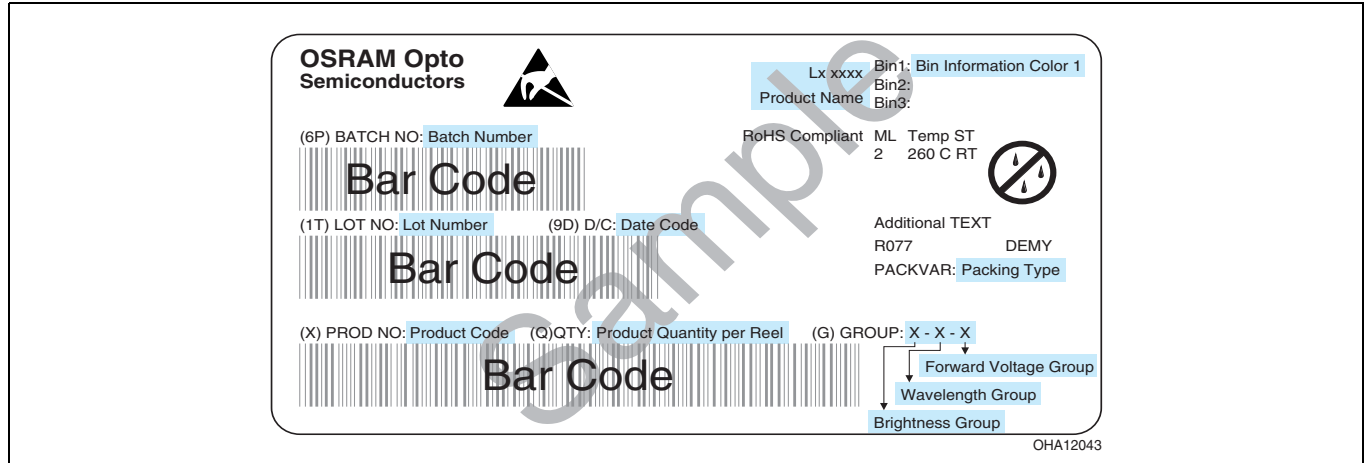 OSRAM Opto
Semiconductors
Lx xxxx
Product Name
Bin1: Bin Information Color 1
Bin2:
Bin3:
(6P) BATCH NO: Batch Number
Bar Code
RoHS Compliant ML Temp ST
2 260 C RT
(1T) LOT NO: Lot Number (9D) D/C: Date Code
Bar Code
Additional TEXT
R077 DEMY
PACKVAR: Packing Type
(X) PROD NO: Product Code (Q)QTY: Product Quantity per Reel (G) GROUP: X - X - X
Bar Code
Forward Voltage Group
Wavelength Group
Brightness Group
Sample
OHA12043